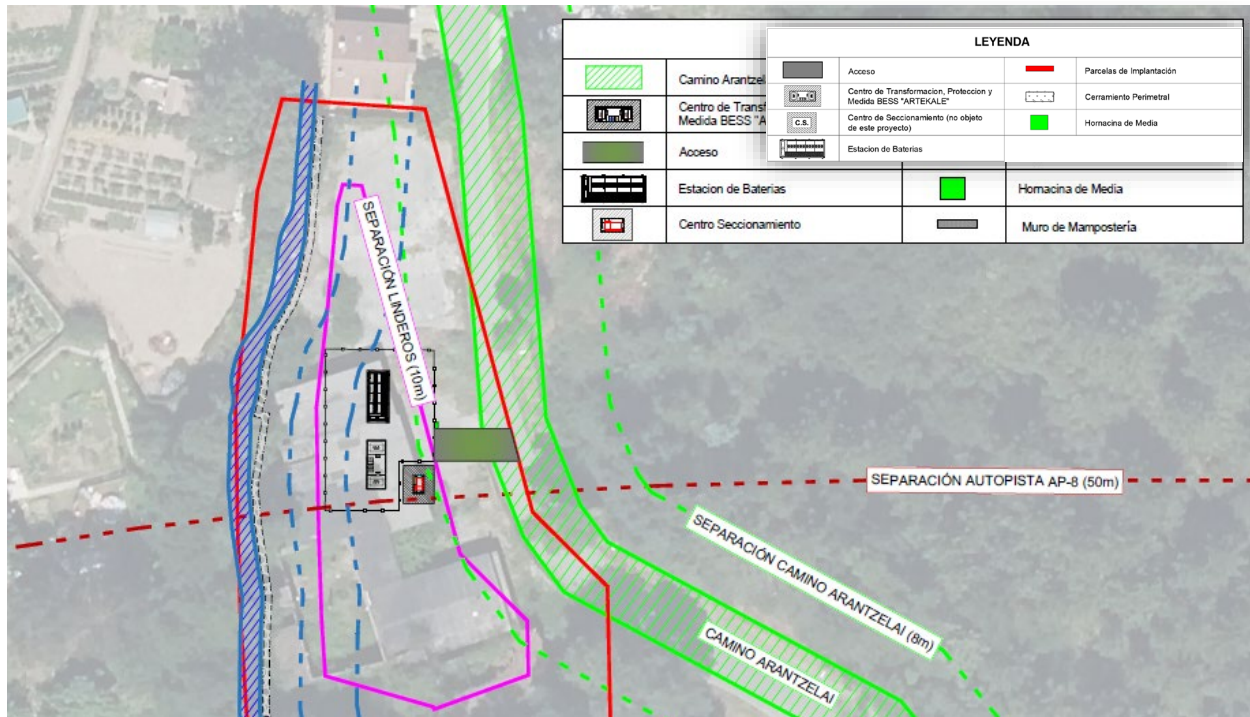 LEYENDA
Acceso
Parcelas de Implantación
Centro de Transformacion, Proteccion y
Medida BESS "ARTEKALE"
Cerramiento Perimetral
C.S.
Centro de Seccionamiento (no objeto
de este proyecto)
Hornacina de Media
Estacion de Baterias
Camino Arantzel
Centro de Transf
Medida BESS "A
Acceso
Estacion de Baterias
Hornacina de Media
Centro Seccionamiento
Muro de Mampostería
SEPARACIÓN LINDEROS (10m)
SEPARACIÓN AUTOPISTA AP-8 (50m)
SEPARACIÓN CAMINO ARANTZELAI (8m)
CAMINO ARANTZELAI